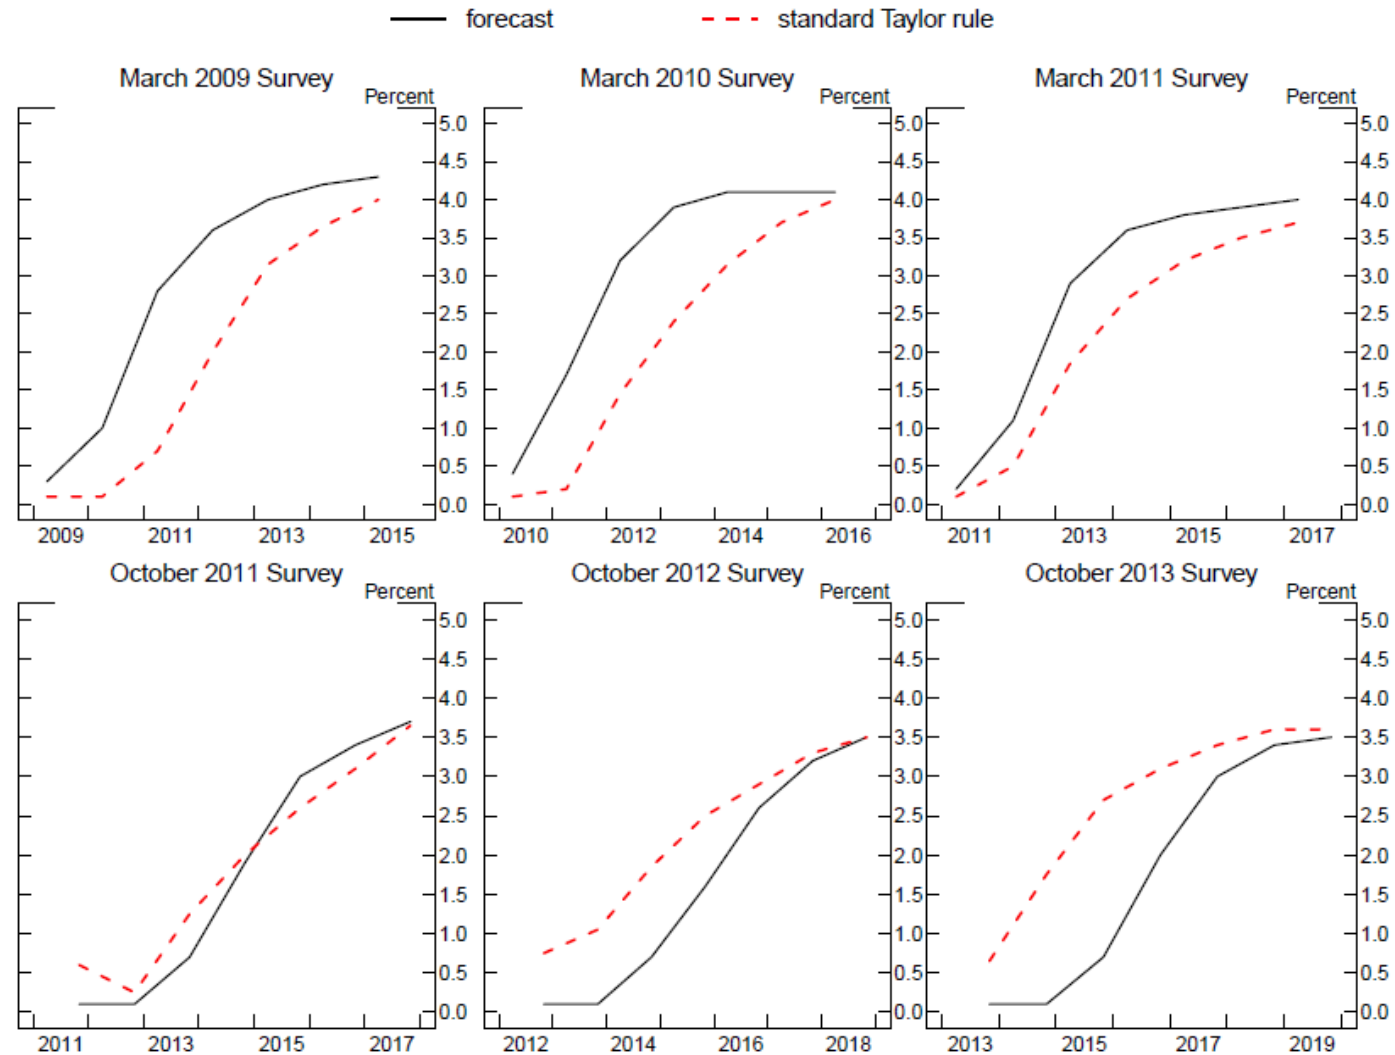 forecast standard Taylor rule
March 2009 Survey March 2010 Survey March 2011 Survey
Percent Percent Percent
5.0 5.0 5.0
4.5 4.5 4.5
4.0 4.0 4.0
3.5 3.5 3.5
3.0 3.0 3.0
2.5 2.5 2.5
2.0 2.0 2.0
1.5 1.5 1.5
1.0 1.0 1.0
0.5 0.5 0.5
0.0 0.0 0.0
2009 2011 2013 2015 2010 2012 2014 2016 2011 2013 2015 2017
October 2011 Survey October 2012 Survey October 2013 Survey
Percent Percent Percent
5.0 5.0 5.0
4.5 4.5 4.5
4.0 4.0 4.0
3.5 3.5 3.5
3.0 3.0 3.0
2.5 2.5 2.5
2.0 2.0 2.0
1.5 1.5 1.5
1.0 1.0 1.0
0.5 0.5 0.5
0.0 0.0 0.0
2011 2013 2015 2017 2012 2014 2016 2018 2013 2015 2017 2019